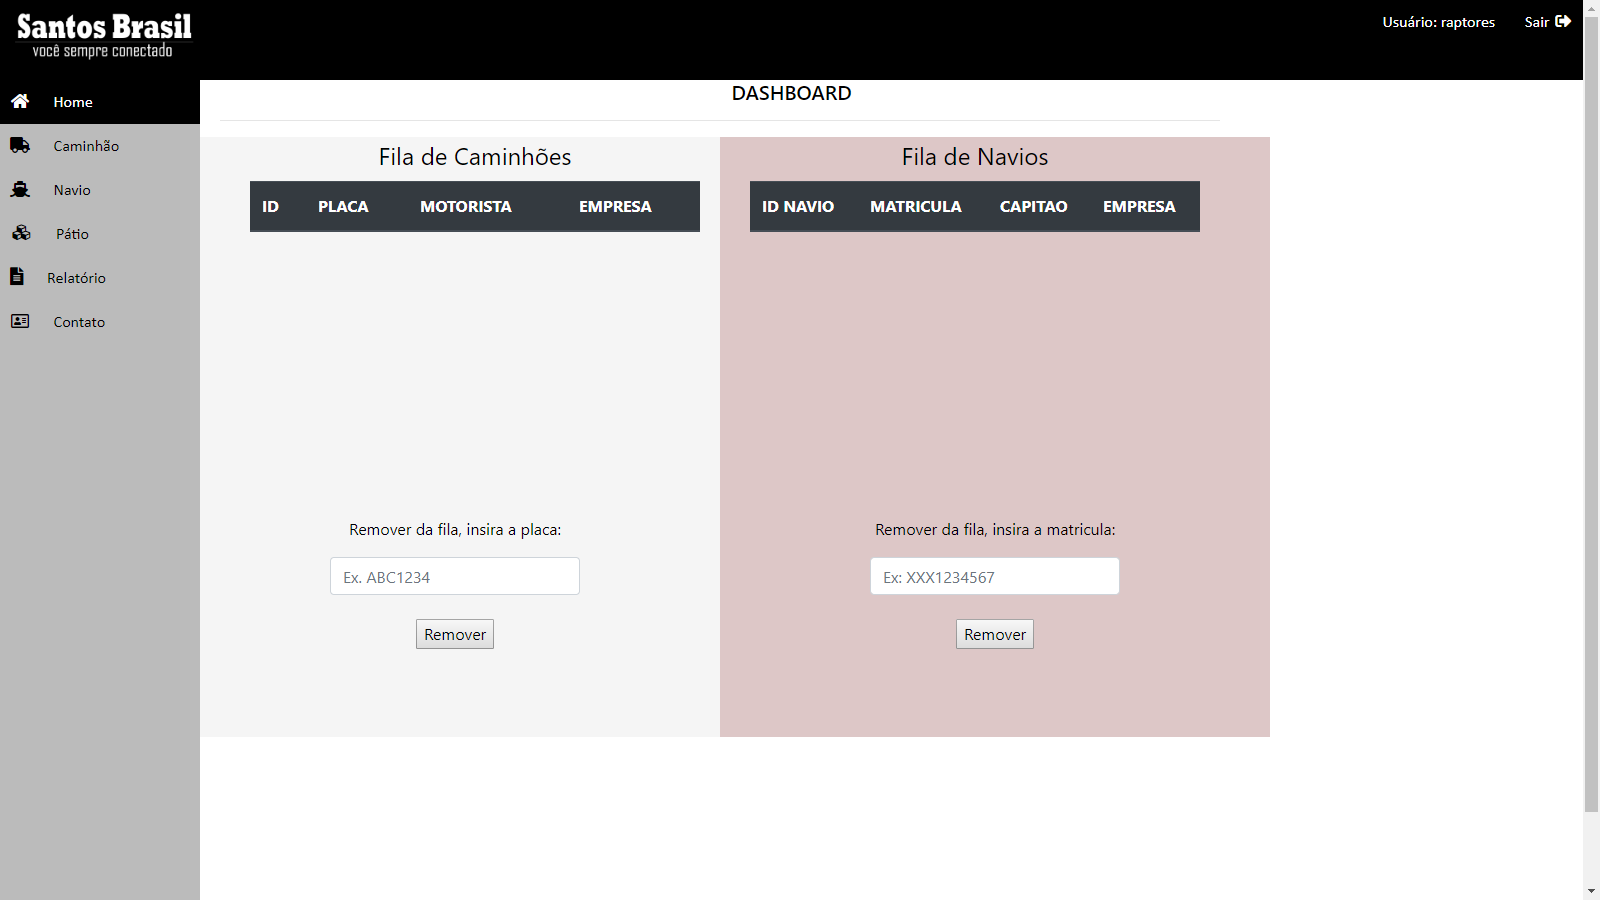 Santos Brasil
você sempre conectado
Usuário: raptores
Sair
Home
Caminhão
Navio
Pátio
Relatório
Contato
DASHBOARD
Fila de Caminhões
ID PLACA MOTORISTA EMPRESA
Remover da fila, insira a placa:
Ex. ABC1234
Remover
Fila de Navios
ID NAVIO MATRICULA CAPITAO EMPRESA
Remover da fila, insira a matricula:
Ex: XXX1234567
Remover